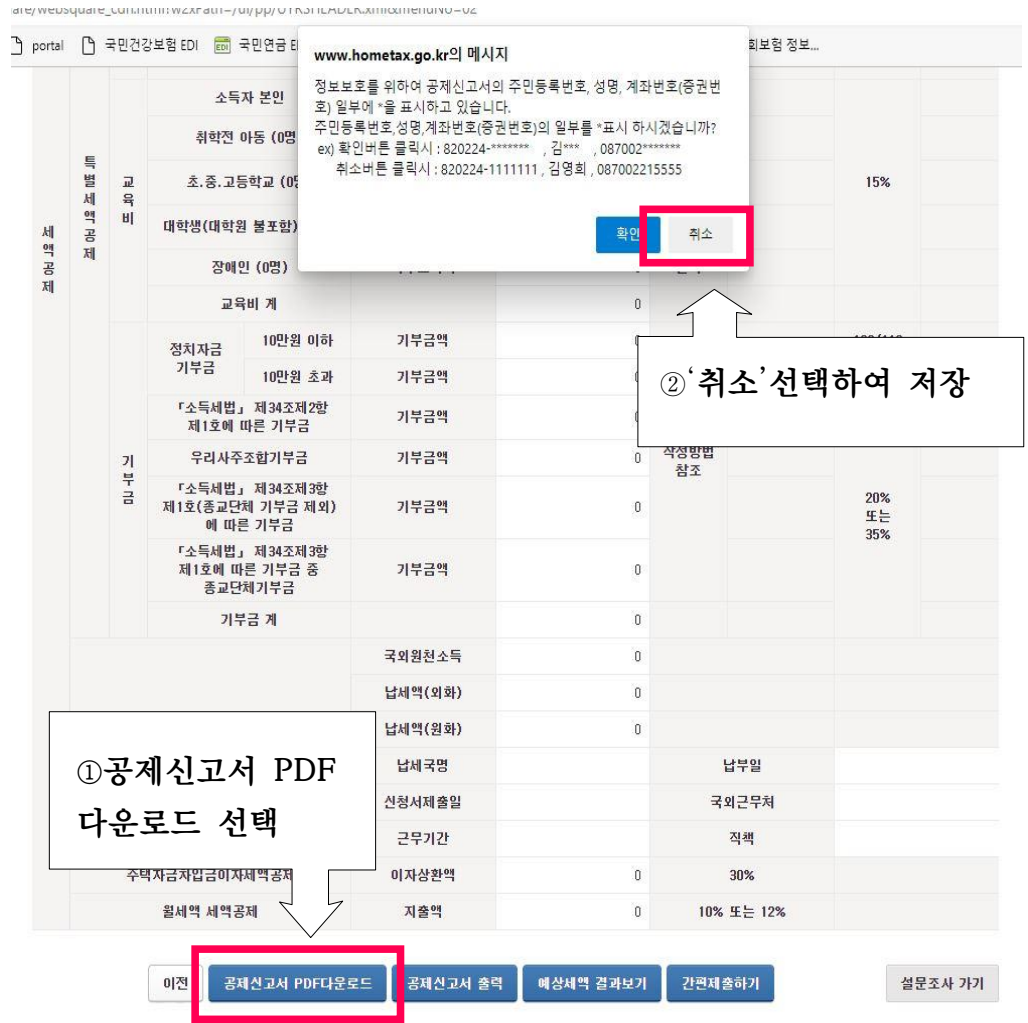 portal 국민건강보험 EDI EDI 국민연금 회보험 정보...
www.hometax.go.kr의 메시지
정보보호를 위하여 공제신고서의 주민등록번호, 성명, 계좌번호(증권번
호) 일부에 *을 표시하고 있습니다.
주민등록번호,성명,계좌번호(증권번호)의 일부를 *표시 하시겠습니까?
ex) 확인버튼 클릭시 : 820224-******* , 김*** , 087002*******
취소버튼 클릭시 : 820224-1111111 , 김영희 , 087002215555
확인 취소
세액공제
특별세액공제
교육비
소득자 본인
취학전 아동 (0명
초.중.고등학교 (0명
15%
대학생(대학원 불포함)
장애인 (0명)
교육비 계 0
②‘취소’선택하여 저장
기부금
정치자금
기부금
10만원 이하 기부금액
10만원 초과 기부금액
「소득세법」 제34조제2항
제1호에 따른 기부금
기부금액
우리사주조합기부금 기부금액 0
작성방법
참조
「소득세법」 제34조제3항
제1호(종교단체 기부금 제외)
에 따른 기부금
기부금액 0
20%
또는
35%
「소득세법」 제34조제3항
제1호에 따른 기부금 중
종교단체기부금
기부금액 0
기부금 계 0
국외원천소득 0
납세액(외화) 0
납세액(원화) 0
①공제신고서 PDF
다운로드 선택
납세국명 납부일
신청서제출일 국외근무처
근무기간 직책
주택자금차입금이자세액공제 이자상환액 0 30%
월세액 세액공제 지출액 0 10% 또는 12%
이전 공제신고서 PDF다운로드 공제신고서 출력 예상세액 결과보기 간편제출하기 설문조사 가기